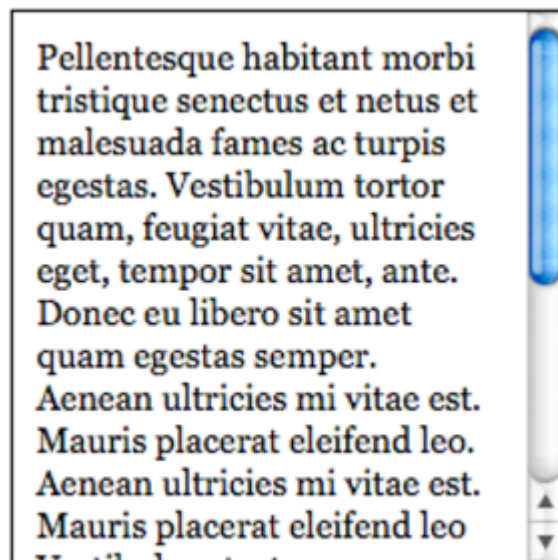 Pellentesque habitant morbi
tristique senectus et netus et
malesuada fames ac turpis
egestas. Vestibulum tortor
quam, feugiat vitae, ultricies
eget, tempor sit amet, ante.
Donec eu libero sit amet
quam egestas semper.
Aenean ultricies mi vitae est.
Mauris placerat eleifend leo.
Aenean ultricies mi vitae est.
Mauris placerat eleifend leo